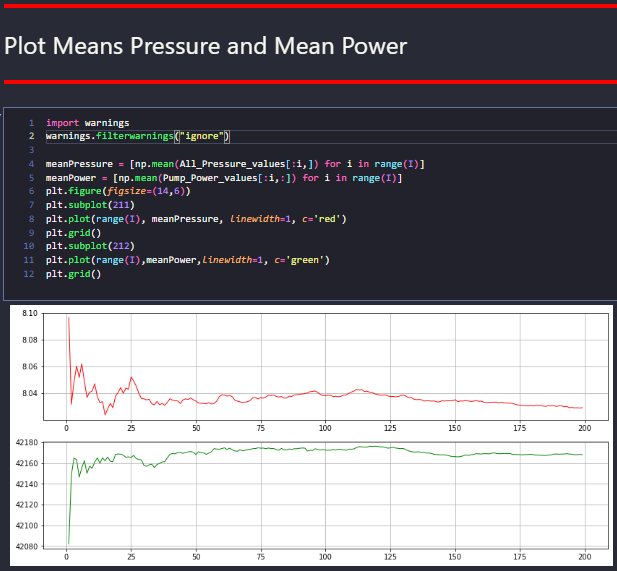 Plot Means Pressure and Mean Power
1 import warnings
2 warnings.filterwarnings("ignore")
3
4 meanPressure = [np.mean(All_Pressure_values[:i,]) for i in range(I)]
5 meanPower = [np.mean(Pump_Power_values[:i,:]) for i in range(I)]
6 plt.figure(figsize=(14,6))
7 plt.subplot(211)
8 plt.plot(range(I), meanPressure, linewidth=1, c='red')
9 plt.grid()
10 plt.subplot(212)
11 plt.plot(range(I),meanPower,linewidth=1, c='green')
12 plt.grid()
8.10
8.08
8.06
8.04
0 25 50 75 100 125 150 175 200
42180
42160
42140
42120
42100
42080
0 25 50 75 100 125 150 175 200